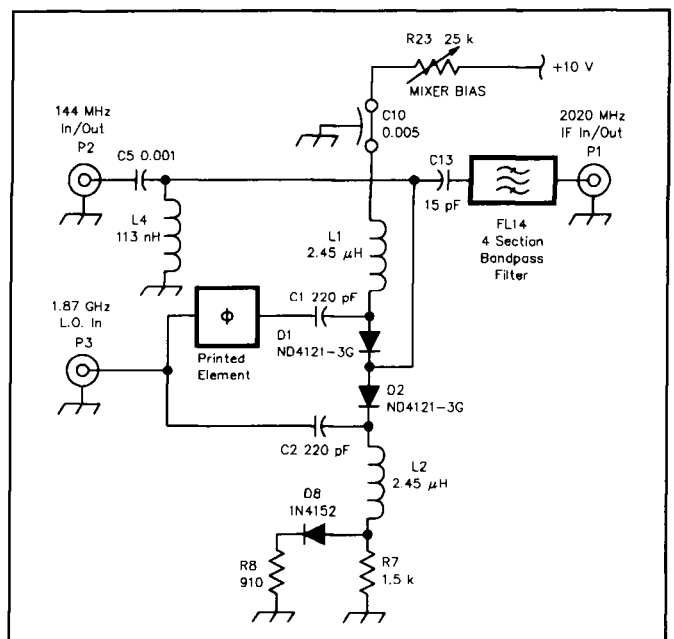 R23 25 k
+10 V
MIXER BIAS
144 MHz
In/Out
P2
C5 0.001
C10
0.005
2020 MHz
IF In/Out
P1
C13
15 pF
FL14
4 Section
Bandpass
Filter
L4
113 nH
L1
2.45 μH
1.87 GHz
L.O. In
P3
Φ
Printed
Element
C1 220 pF
D1
ND4121-3G
D2
ND4121-3G
C2 220 pF
L2
2.45 μH
D8
1N4152
R8
910
R7
1.5 k